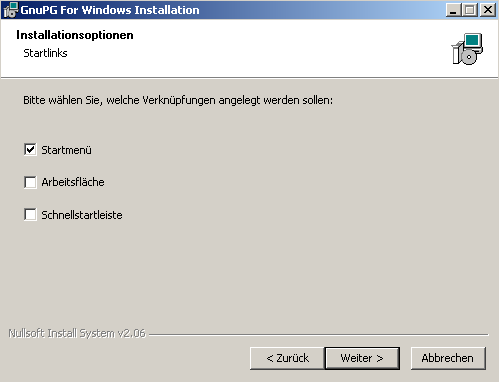 GnuPG For Windows Installation
Installationsoptionen
Startlinks
Bitte wählen Sie, welche Verknüpfungen angelegt werden sollen:
Startmenü
Arbeitsfläche
Schnellstartleiste
Nullsoft Install System v2.06
< Zurück Weiter > Abbrechen